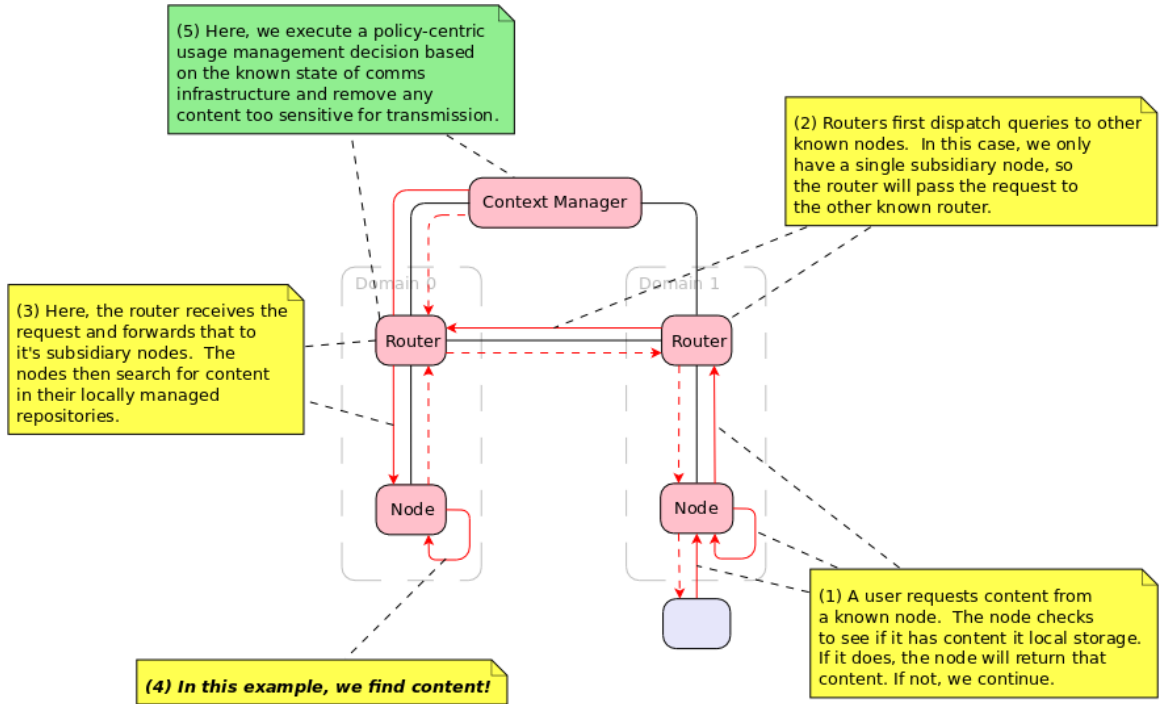 (5) Here, we execute a policy-centric
usage management decision based
on the known state of comms
infrastructure and remove any
content too sensitive for transmission.
(2) Routers first dispatch queries to other
known nodes.  In this case, we only
have a single subsidiary node, so
the router will pass the request to
the other known router.
Context Manager
Domain 0
Domain 1
(3) Here, the router receives the
request and forwards that to
it's subsidiary nodes.  The
nodes then search for content
in their locally managed
repositories.
Router
Router
Node
Node
(1) A user requests content from
a known node.  The node checks
to see if it has content it local storage.
If it does, the node will return that
content. If not, we continue.
(4) In this example, we find content!